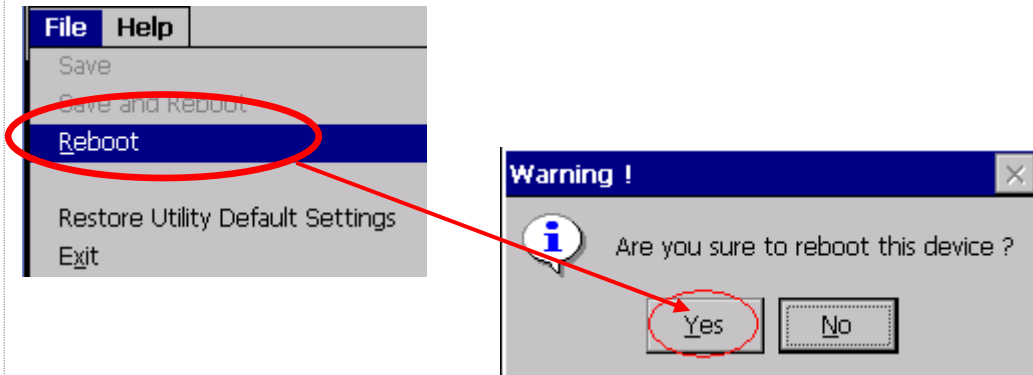 File Help
Save
Save and Reboot
Reboot
Restore Utility Default Settings
Exit
Warning !
Are you sure to reboot this device ?
Yes No